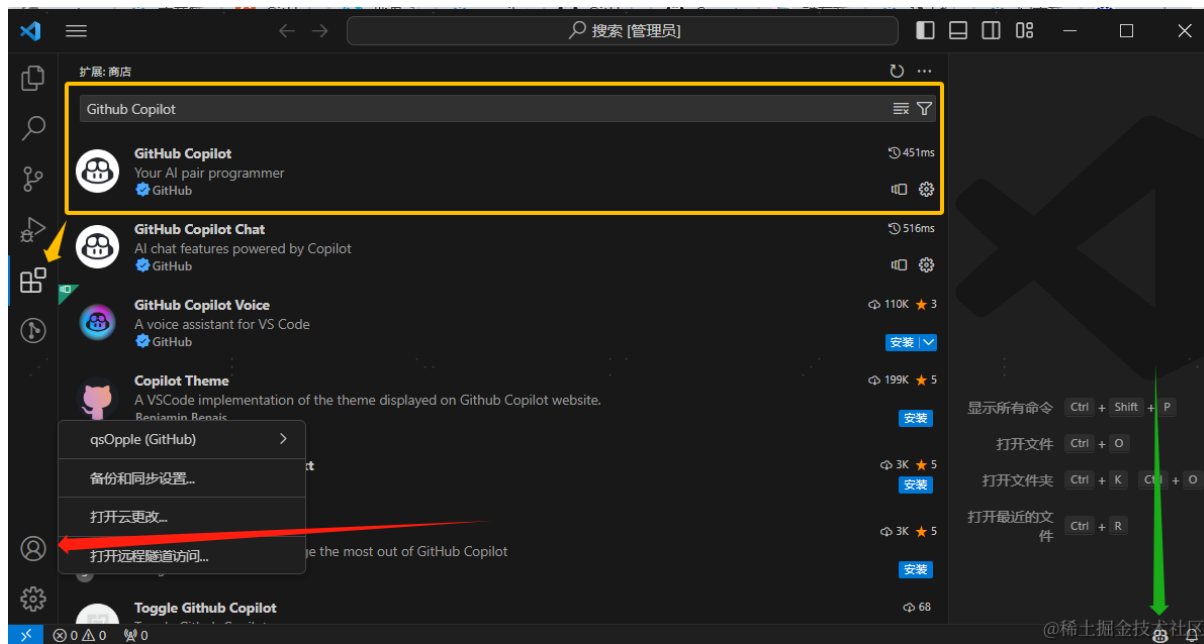 搜索 [管理员]
扩展: 商店
Github Copilot
GitHub Copilot
451ms
Your AI pair programmer
GitHub
GitHub Copilot Chat
516ms
AI chat features powered by Copilot
GitHub
GitHub Copilot Voice
110K 3
A voice assistant for VS Code
GitHub
安装
Copilot Theme
199K 5
A VSCode implementation of the theme displayed on Github Copilot website.
Benjamin Benais
安装
qsOpple (GitHub)
备份和同步设置...
打开云更改...
打开远程隧道访问...
3K 5
安装
3K 5
the most out of GitHub Copilot
安装
Toggle Github Copilot
68
显示所有命令 Ctrl + Shift + P
打开文件 Ctrl + O
打开文件夹 Ctrl + K Ctrl + O
打开最近的文
件 Ctrl + R
0 0 0
@稀土掘金技术社区